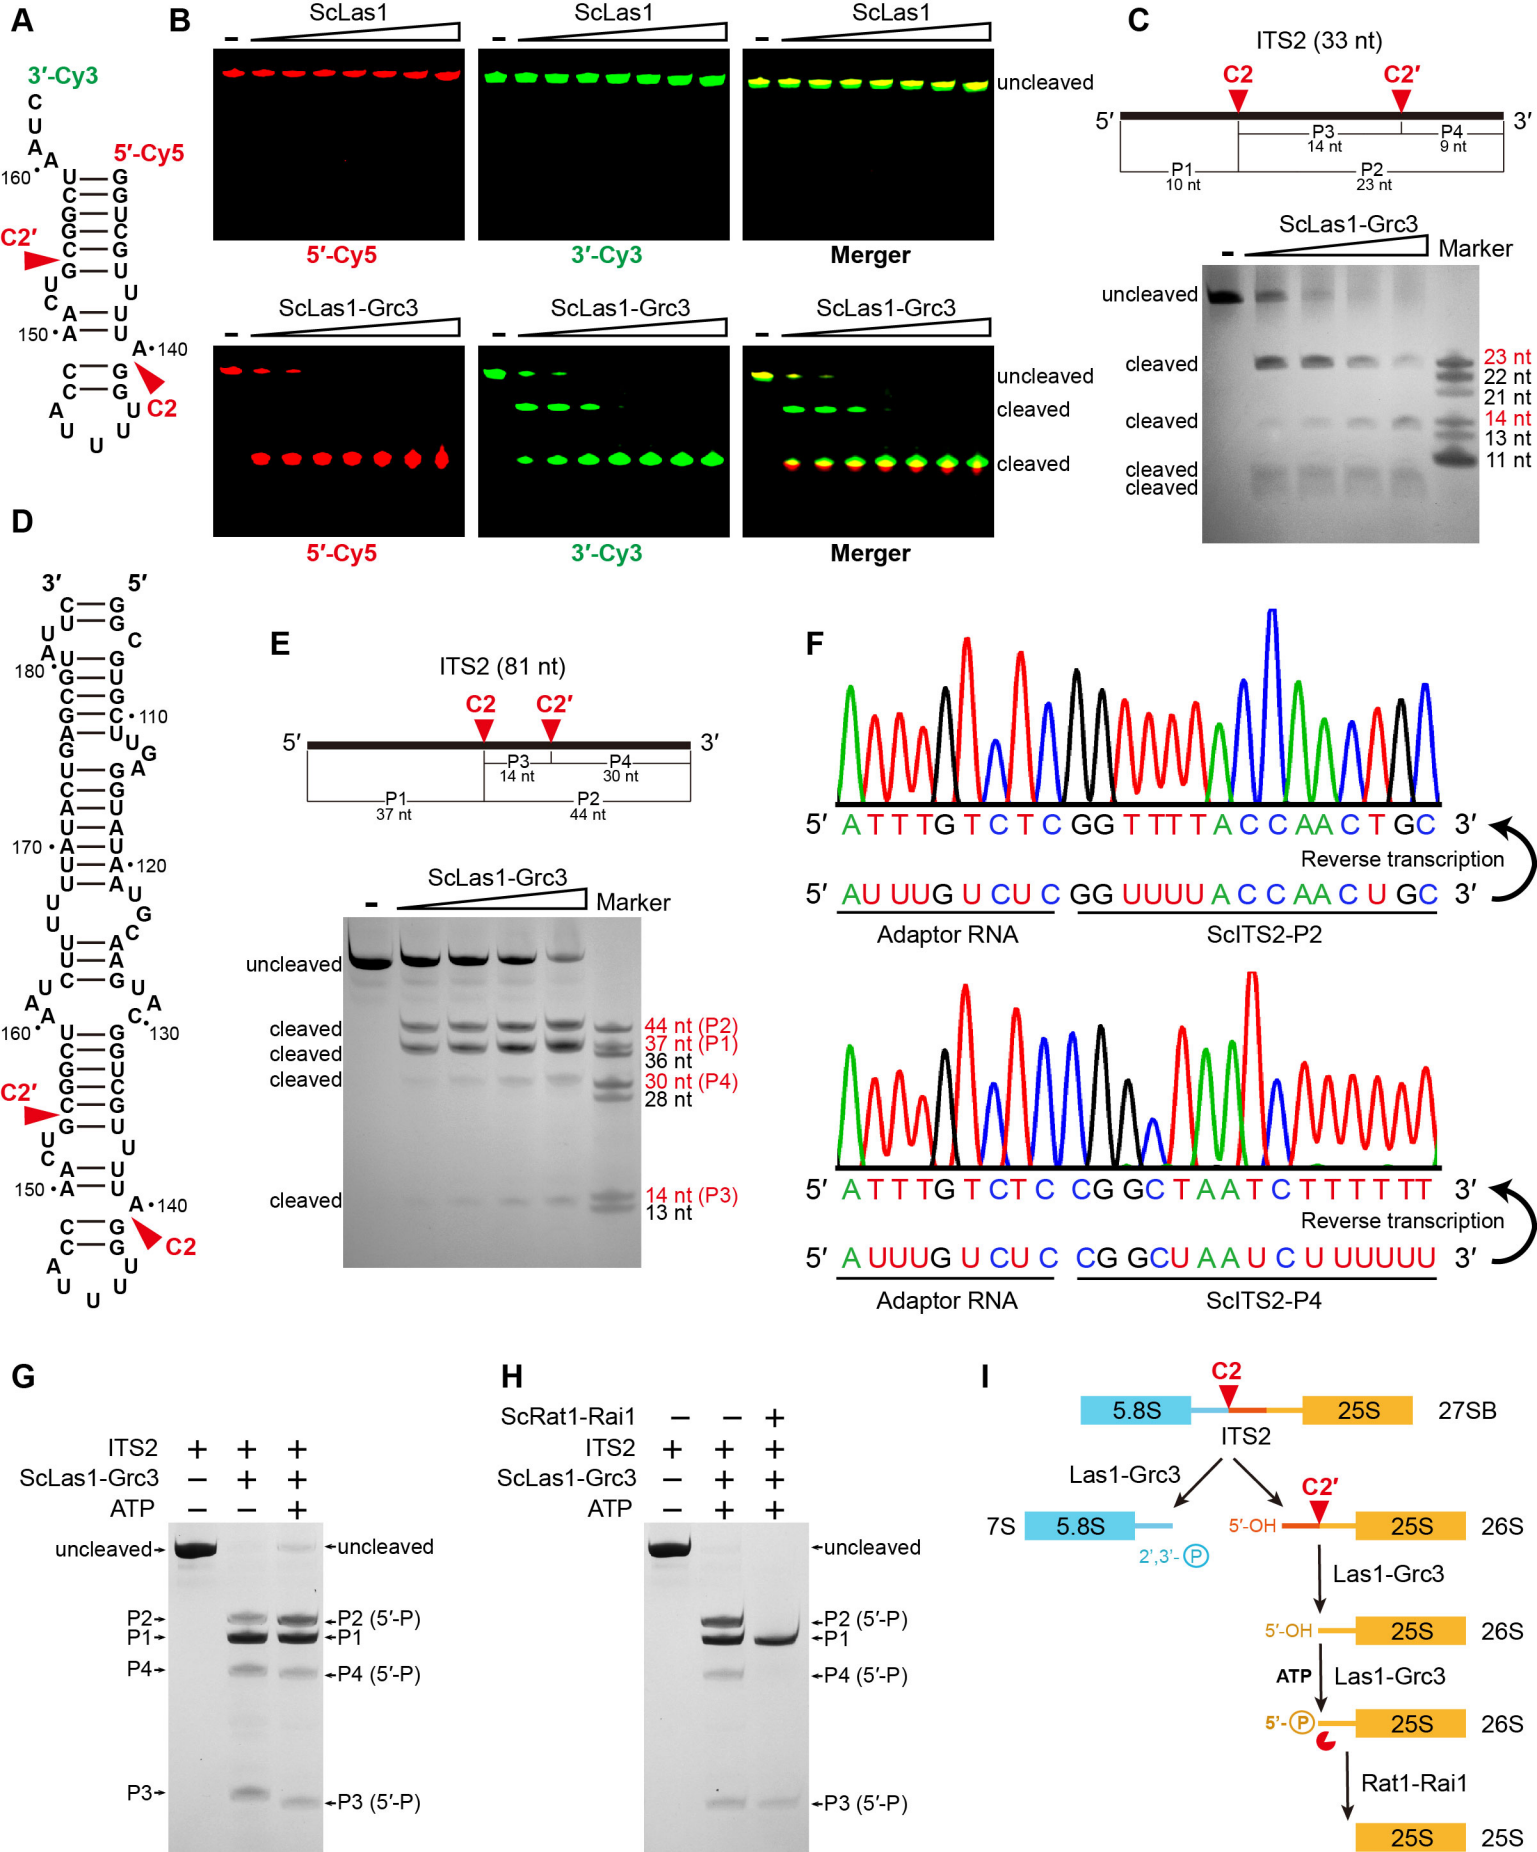 A
3′-Cy3
C
U
A
A
160
5′-Cy5
U G
C G
G U
G C
C G
G U
C2′
U U
C U
A U
150 A U
A 140
C G
C G
A U
U U
U
C2
B
ScLas1
ScLas1
ScLas1
–
–
–
uncleaved
5′-Cy5
3′-Cy3
Merger
ScLas1-Grc3
ScLas1-Grc3
ScLas1-Grc3
–
–
–
uncleaved
cleaved
cleaved
5′-Cy5
3′-Cy3
Merger
C
ITS2 (33 nt)
C2 C2′
5′ 3′
P3 P4
14 nt 9 nt
P1 P2
10 nt 23 nt
ScLas1-Grc3
– Marker
uncleaved
cleaved
cleaved
cleaved
cleaved
23 nt
22 nt
21 nt
14 nt
13 nt
11 nt
D
3′ 5′
C G
U G
U C
A
180
U G
G U
C G
G C
A U
110
G U
G
A
U G
C G
A U
U A
170 A U
U A 120
U A
U U
U G
U C
U A
U A
C G
U U
A A
A C
160 130
U G
C G
G U
G C
C G
G U
C2′
U U
C U
A U
150 A U
A 140
C G
C G
A U
U U
U
C2
E
ITS2 (81 nt)
C2 C2′
5′ 3′
P3 P4
14 nt 30 nt
P1 P2
37 nt 44 nt
ScLas1-Grc3
– Marker
uncleaved
cleaved
cleaved
cleaved
cleaved
44 nt (P2)
37 nt (P1)
36 nt
30 nt (P4)
28 nt
14 nt (P3)
13 nt
F
5′ A T T T G T C T C G G T T T T A C C A A C T G C 3′
Reverse transcription
5′ A U U U G U C U C G G U U U U A C C A A C U G C 3′
Adaptor RNA ScITS2-P2
5′ A T T T G T C T C C G G C T A A T C T T T T T T 3′
Reverse transcription
5′ A U U U G U C U C C G G C U A A U C U U U U U U 3′
Adaptor RNA ScITS2-P4
G
ITS2 + + +
ScLas1-Grc3 – + +
ATP – – +
uncleaved
P2
P1
P4
P3
uncleaved
P2 (5′-P)
P1
P4 (5′-P)
P3 (5′-P)
H
ScRat1-Rai1 – – +
ITS2 + + +
ScLas1-Grc3 – + +
ATP – + +
uncleaved
P2 (5′-P)
P1
P4 (5′-P)
P3 (5′-P)
I
C2
5.8S 25S 27SB
ITS2
Las1-Grc3
C2′
7S 5.8S
2’,3’-P
5′-OH 25S 26S
Las1-Grc3
5′-OH 25S 26S
ATP Las1-Grc3
5’-P 25S 26S
Rat1-Rai1
25S 25S